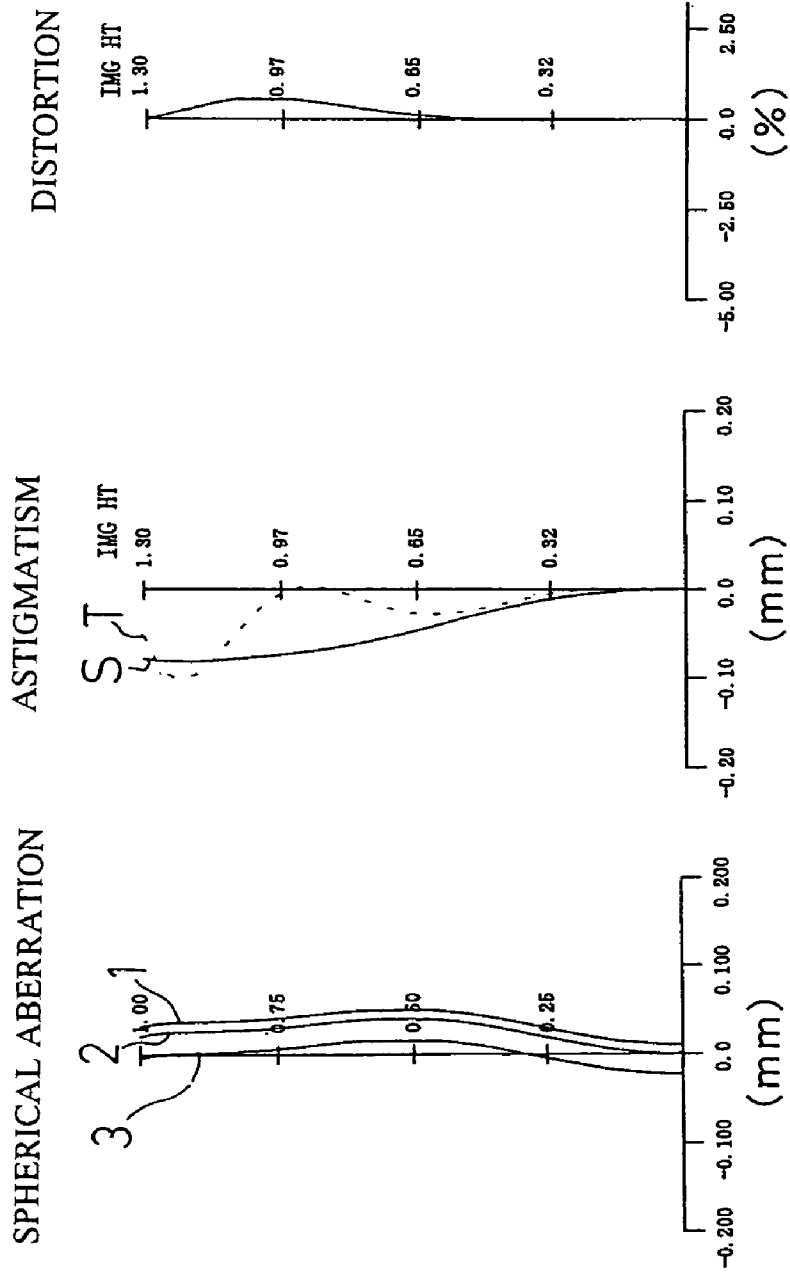 SPHERICAL ABERRATION
3
2
1
1.00
0.75
0.50
0.25
-0.200 -0.100 0.0 0.100 0.200
(mm)
ASTIGMATISM
S T
IMG HT
1.30
0.97
0.65
0.32
-0.20 -0.10 0.0 0.10 0.20
(mm)
DISTORTION
IMG HT
1.30
0.97
0.65
0.32
-5.00 -2.50 0.0 2.50
(%)